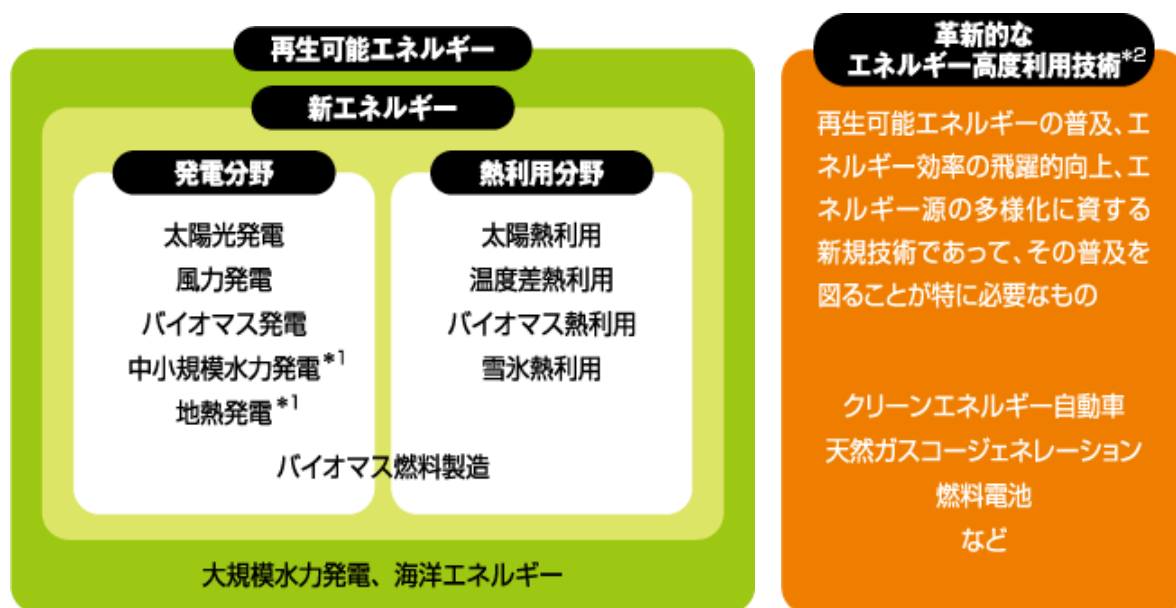 再生可能エネルギー
新エネルギー
発電分野
太陽光発電
風力発電
バイオマス発電
中小規模水力発電*1
地熱発電*1
熱利用分野
太陽熱利用
温度差熱利用
バイオマス熱利用
雪氷熱利用
バイオマス燃料製造
大規模水力発電、海洋エネルギー
革新的な
エネルギー高度利用技術*2
再生可能エネルギーの普及、エ
ネルギー効率の飛躍的向上、エ
ネルギー源の多様化に資する
新規技術であって、その普及を
図ることが特に必要なもの
クリーンエネルギー自動車
天然ガスコージェネレーション
燃料電池
など